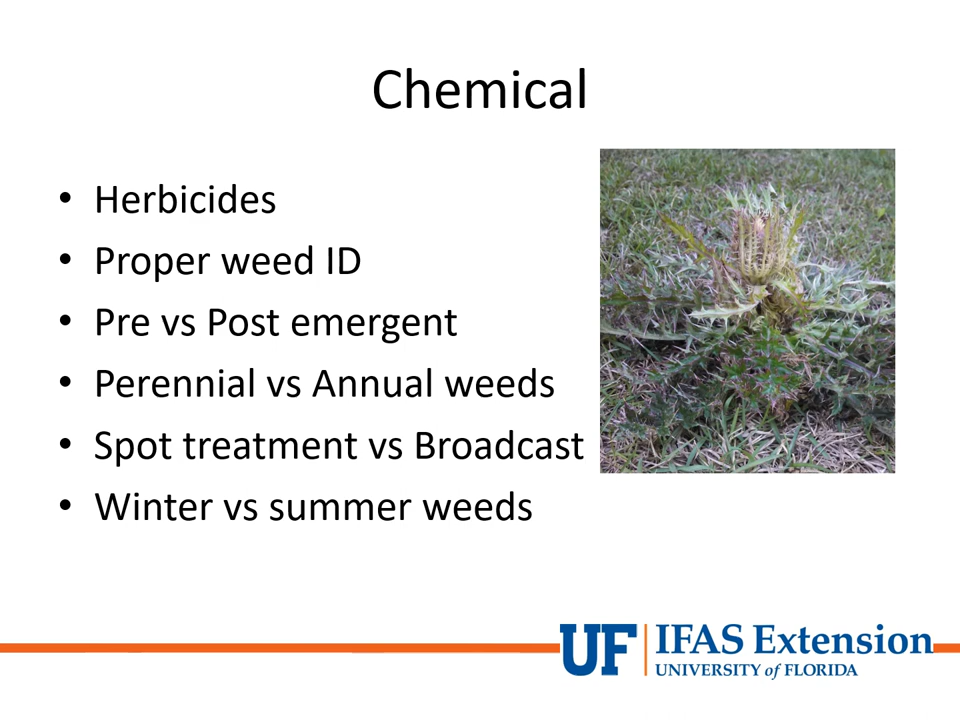 Chemical
• Herbicides
• Proper weed ID
• Pre vs Post emergent
• Perennial vs Annual weeds
• Spot treatment vs Broadcast
• Winter vs summer weeds
UF IFAS Extension
UNIVERSITY of FLORIDA